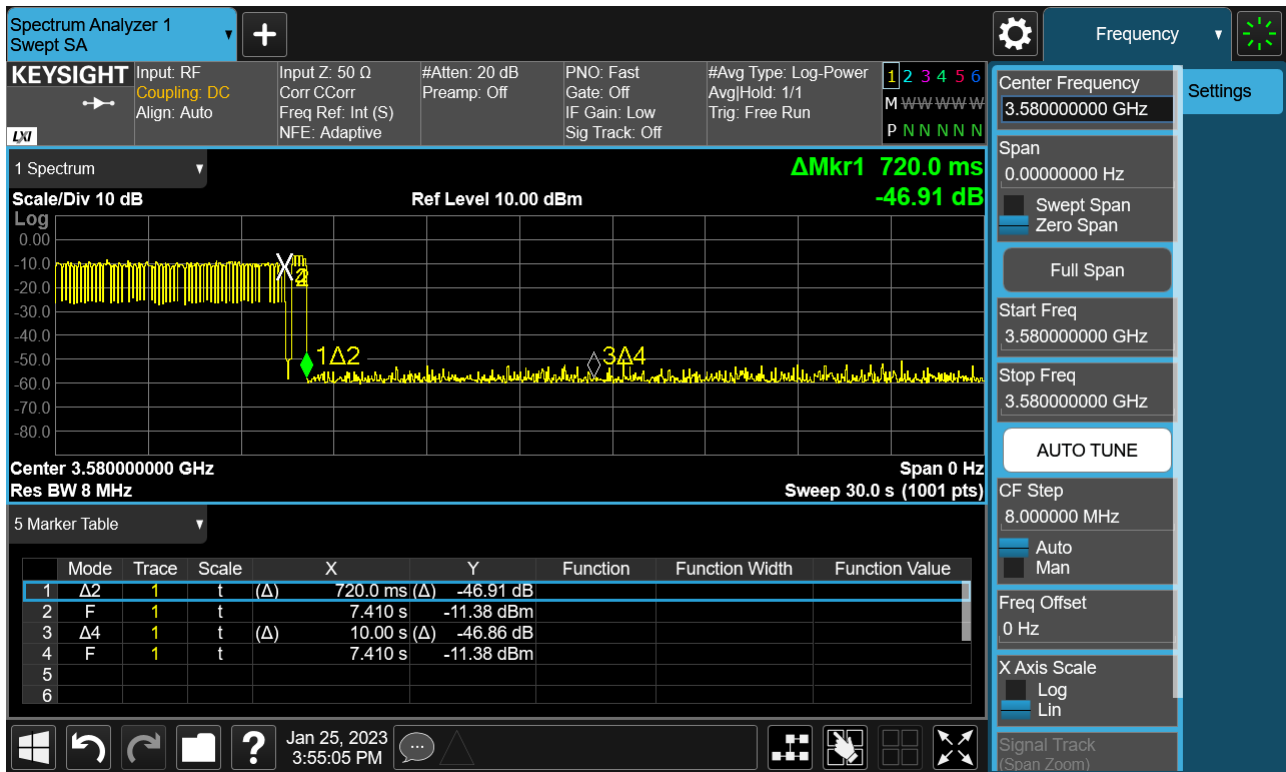 Spectrum Analyzer 1
Swept SA
+
Frequency
KEYSIGHT
LXI
Input: RF
Coupling: DC
Align: Auto
Input Z: 50 Ω
Corr CCorr
Freq Ref: Int (S)
NFE: Adaptive
#Atten: 20 dB
Preamp: Off
PNO: Fast
Gate: Off
IF Gain: Low
Sig Track: Off
#Avg Type: Log-Power
Avg|Hold: 1/1
Trig: Free Run
1 2 3 4 5 6
M W W W W W
P N N N N N
1 Spectrum
ΔMkr1 720.0 ms
-46.91 dB
Scale/Div 10 dB
Ref Level 10.00 dBm
Log
0.00
-10.0
-20.0
-30.0
-40.0
-50.0
-60.0
-70.0
-80.0
X
2
1Δ2
3Δ4
Center 3.580000000 GHz
Span 0 Hz
Res BW 8 MHz
Sweep 30.0 s (1001 pts)
5 Marker Table
Mode Trace Scale X Y Function Function Width Function Value
1 Δ2 1 t (Δ) 720.0 ms (Δ) -46.91 dB
2 F 1 t 7.410 s -11.38 dBm
3 Δ4 1 t (Δ) 10.00 s (Δ) -46.86 dB
4 F 1 t 7.410 s -11.38 dBm
5
6
?
Jan 25, 2023
3:55:05 PM
Center Frequency
3.580000000 GHz
Settings
Span
0.00000000 Hz
Swept Span
Zero Span
Full Span
Start Freq
3.580000000 GHz
Stop Freq
3.580000000 GHz
AUTO TUNE
CF Step
8.000000 MHz
Auto
Man
Freq Offset
0 Hz
X Axis Scale
Log
Lin
Signal Track
(Span Zoom)